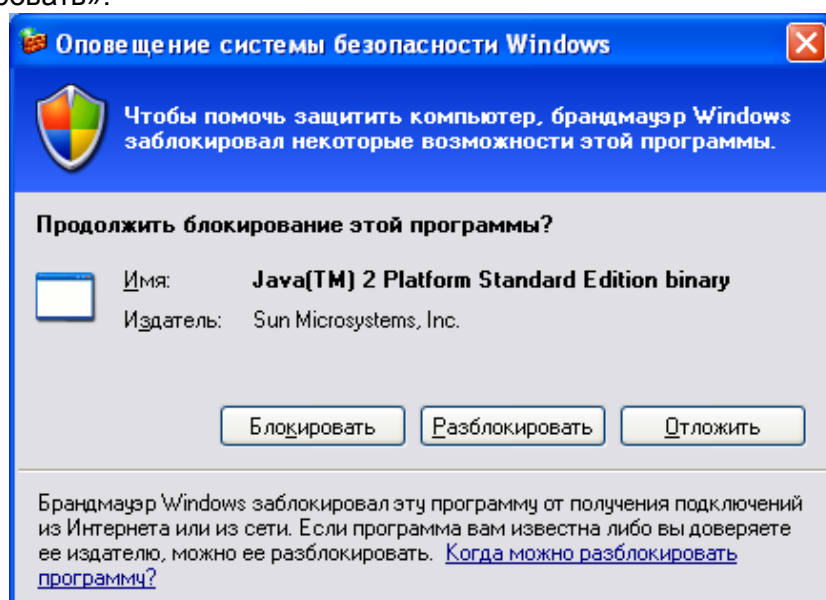 ровать».
Оповещение системы безопасности Windows
Чтобы помочь защитить компьютер, брандмауэр Windows
заблокировал некоторые возможности этой программы.
Продолжить блокирование этой программы?
Имя: Java(TM) 2 Platform Standard Edition binary
Издатель: Sun Microsystems, Inc.
Блокировать Разблокировать Отложить
Брандмауэр Windows заблокировал эту программу от получения подключений
из Интернета или из сети. Если программа вам известна либо вы доверяете
ее издателю, можно ее разблокировать. Когда можно разблокировать
программу?